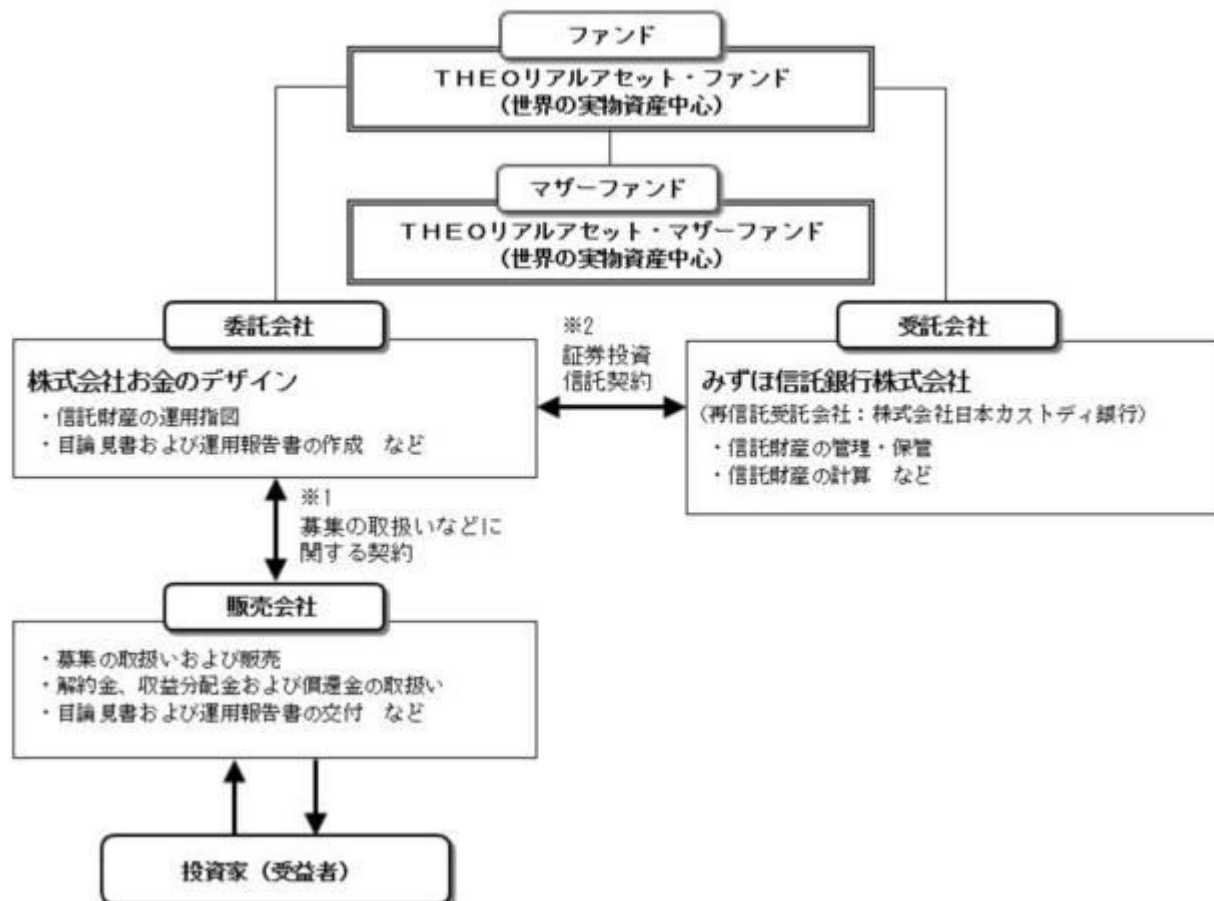 ファンド
THEOリアルアセット・ファンド
(世界の実物資産中心)
マザーファンド
THEOリアルアセット・マザーファンド
(世界の実物資産中心)
委託会社
株式会社お金のデザイン
・信託財産の運用指図
・目論見書および運用報告書の作成 など
※2
証券投資
信託契約
受託会社
みずほ信託銀行株式会社
(再信託受託会社:株式会社日本カストディ銀行)
・信託財産の管理・保管
・信託財産の計算 など
※1
募集の取扱いなどに
関する契約
販売会社
・募集の取扱いおよび販売
・解約金、収益分配金および償還金の取扱い
・目論見書および運用報告書の交付 など
投資家(受益者)